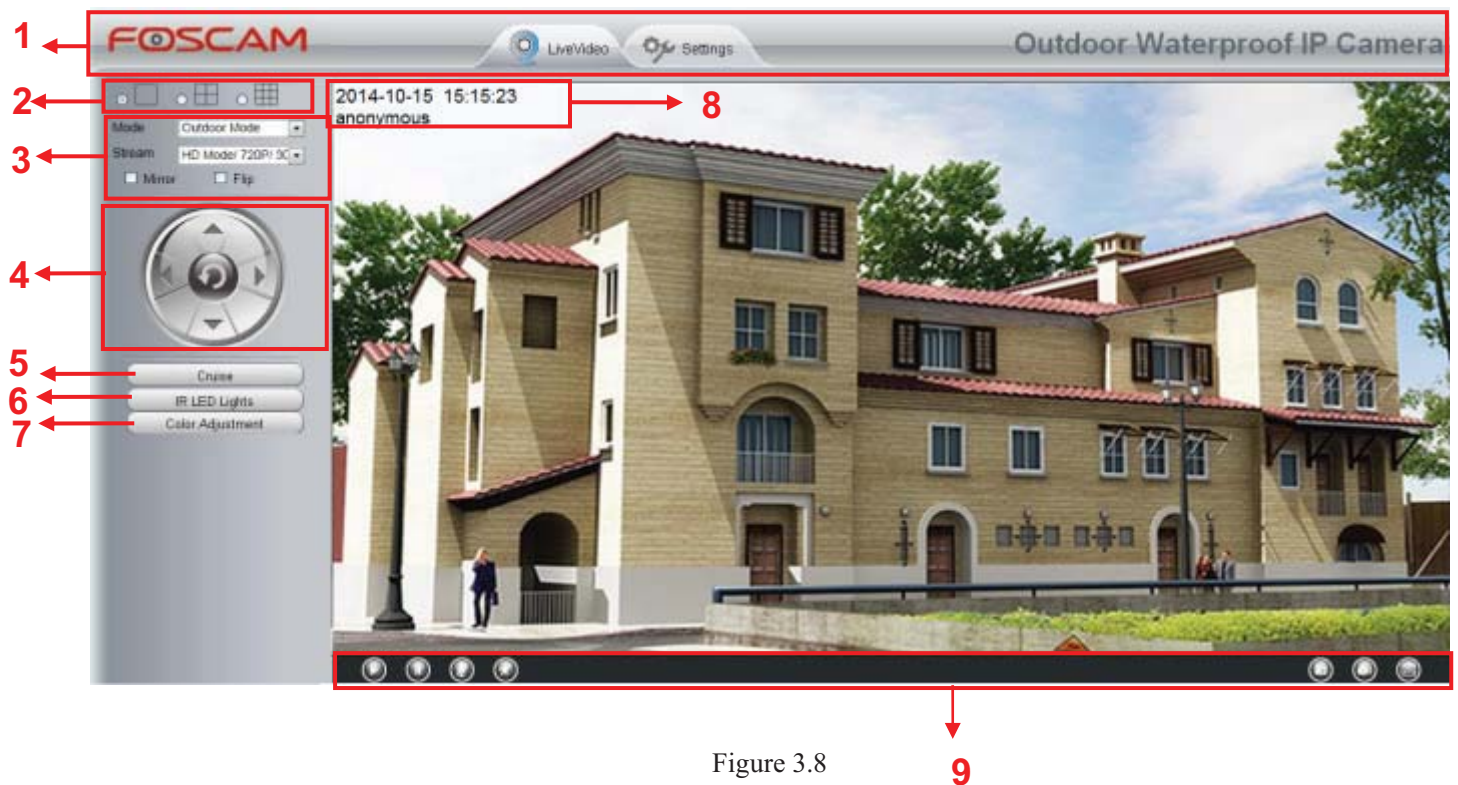 1
FOSCAM
LiveVideo
Settings
Outdoor Waterproof IP Camera
2
2014-10-15 15:15:23
8
anonymous
Mode
Outdoor Mode
3
Stream
HD Mode/ 720P/ 30
Mirror
Flip
4
5
Cruise
6
IR LED Lights
7
Color Adjustment
Figure 3.8
9